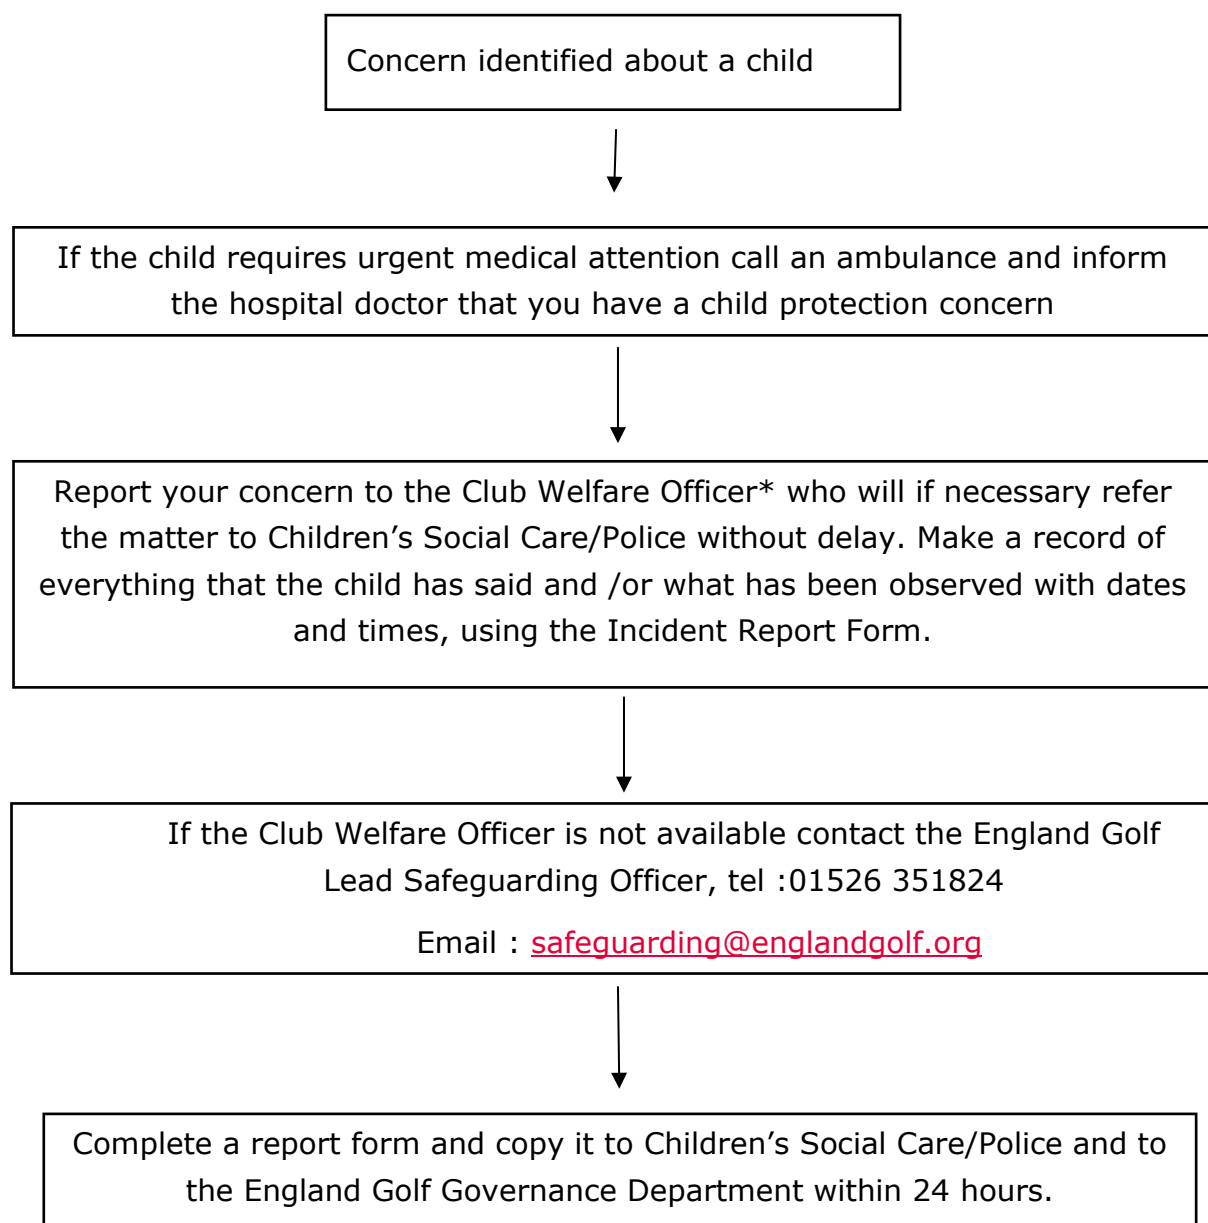 Concern identified about a child
If the child requires urgent medical attention call an ambulance and inform
the hospital doctor that you have a child protection concern
Report your concern to the Club Welfare Officer* who will if necessary refer
the matter to Children’s Social Care/Police without delay. Make a record of
everything that the child has said and /or what has been observed with dates
and times, using the Incident Report Form.
If the Club Welfare Officer is not available contact the England Golf
Lead Safeguarding Officer, tel :01526 351824
Email : safeguarding@englandgolf.org
Complete a report form and copy it to Children’s Social Care/Police and to
the England Golf Governance Department within 24 hours.